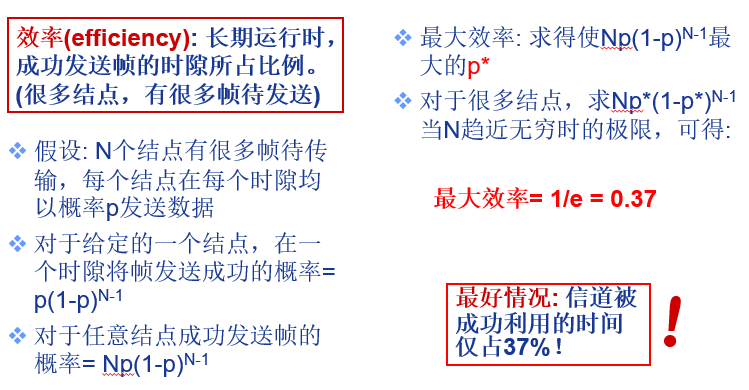 效率(efficiency): 长期运行时，
成功发送帧的时隙所占比例。
(很多结点，有很多帧待发送)
❖ 假设: N个结点有很多帧待传
输，每个结点在每个时隙均
以概率p发送数据
❖ 对于给定的一个结点，在一
个时隙将帧发送成功的概率=
p(1-p)^{N-1}
❖ 对于任意结点成功发送帧的
概率= Np(1-p)^{N-1}
❖ 最大效率: 求得使Np(1-p)^{N-1}最
大的p*
❖ 对于很多结点，求Np*(1-p*)^{N-1}
当N趋近无穷时的极限，可得:
最大效率= 1/e = 0.37
最好情况: 信道被
成功利用的时间
仅占37%！
!